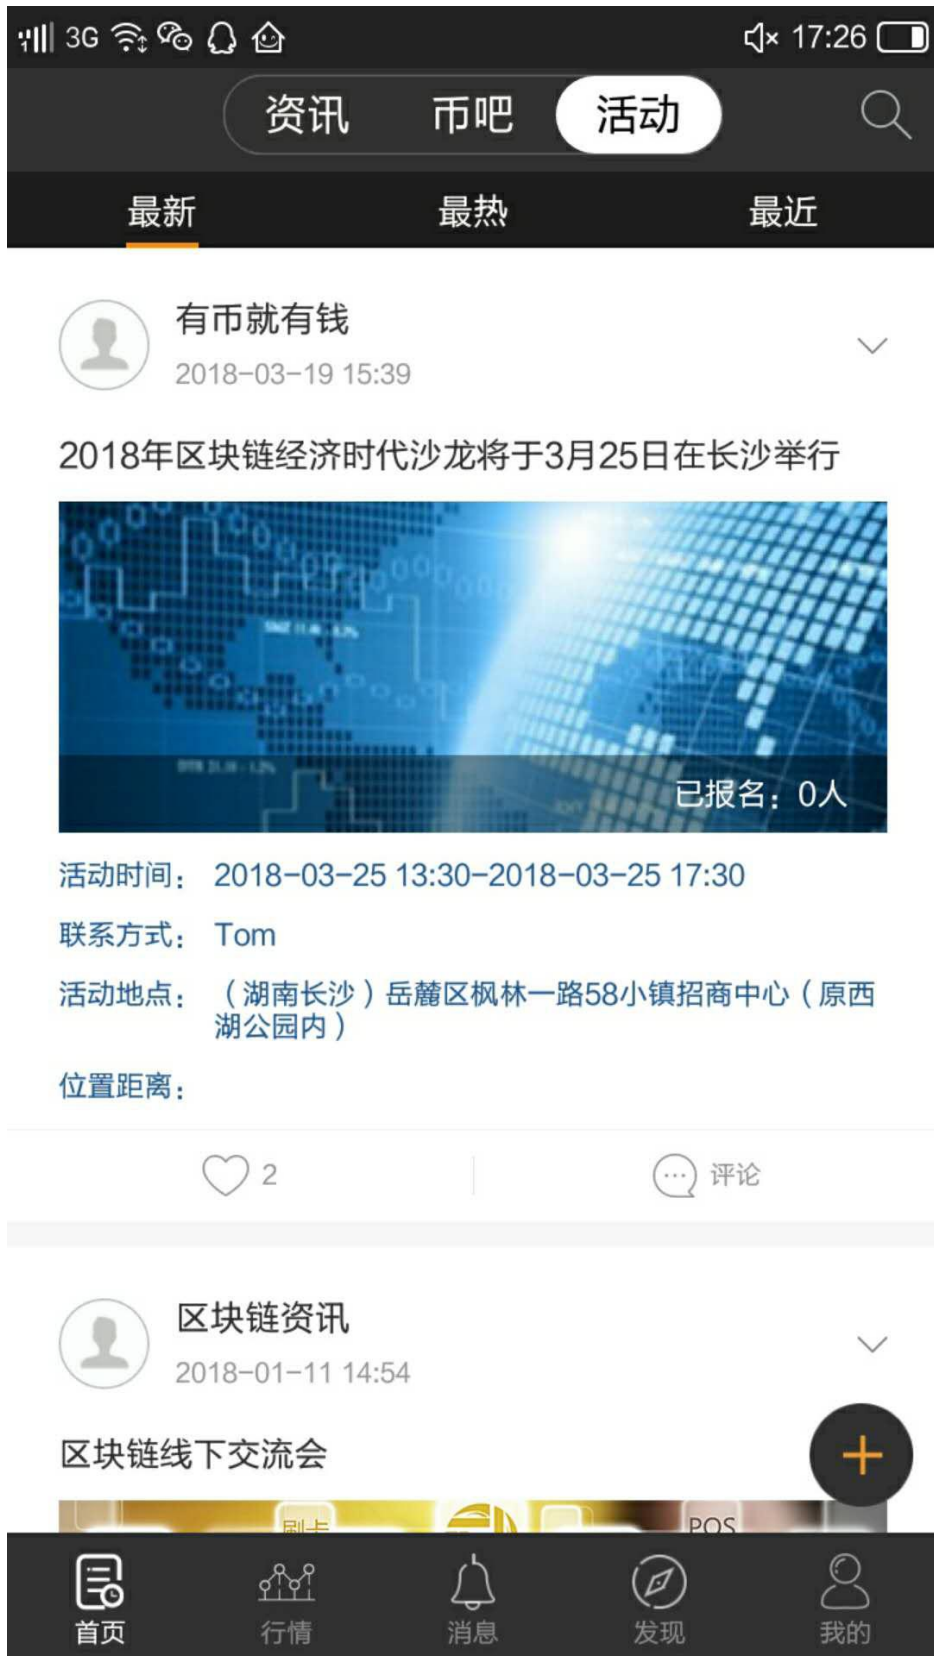 3G
17:26
资讯 币吧 活动
最新 最热 最近
有币就有钱
2018-03-19 15:39
2018年区块链经济时代沙龙将于3月25日在长沙举行
已报名：0人
活动时间： 2018-03-25 13:30-2018-03-25 17:30
联系方式： Tom
活动地点： （湖南长沙）岳麓区枫林一路58小镇招商中心（原西
湖公园内）
位置距离：
2 评论
区块链资讯
2018-01-11 14:54
区块链线下交流会
刷卡 POS
首页 行情 消息 发现 我的